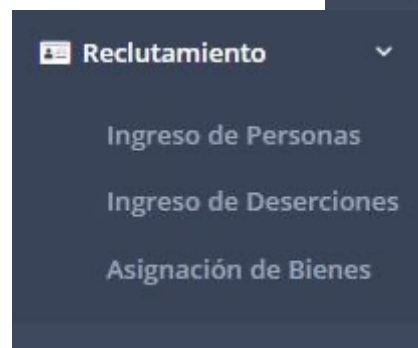 Reclutamiento
Ingreso de Personas
Ingreso de Deserciones
Asignación de Bienes